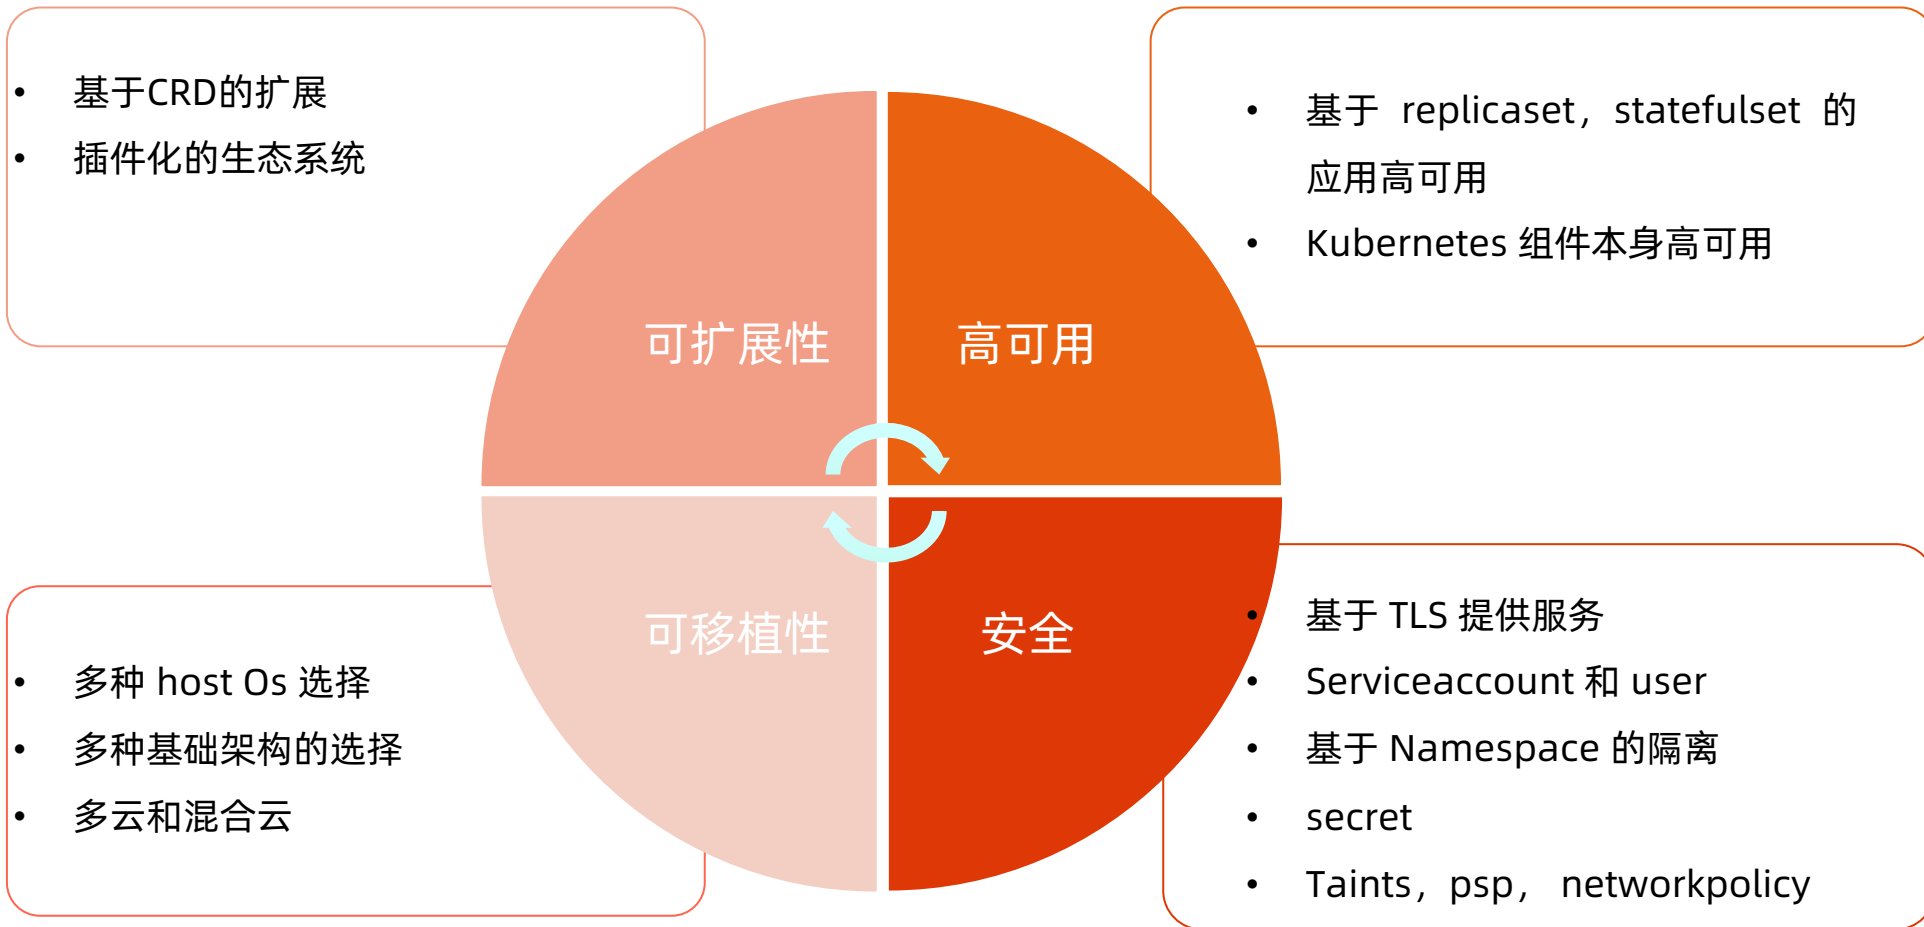 • 基于CRD的扩展
• 插件化的生态系统
• 基于 replicaset，statefulset 的
应用高可用
• Kubernetes 组件本身高可用
可扩展性
高可用
可移植性
安全
• 多种 host Os 选择
• 多种基础架构的选择
• 多云和混合云
• 基于 TLS 提供服务
• Serviceaccount 和 user
• 基于 Namespace 的隔离
• secret
• Taints，psp， networkpolicy